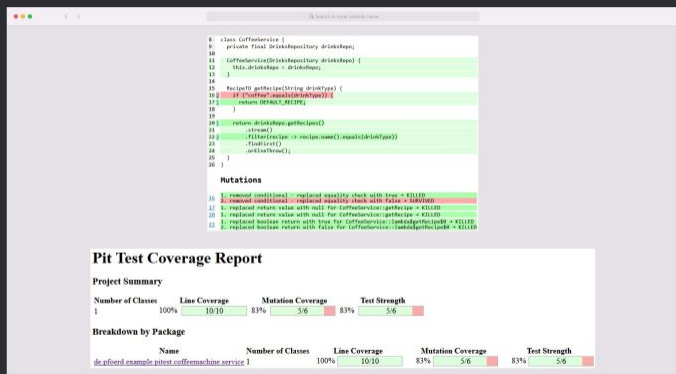 Search or enter website name
8 class CoffeeService {
9 private final DrinksRepository drinksRepo;
10
11 CoffeeService(DrinksRepository drinksRepo) {
12 this.drinksRepo = drinksRepo;
13 }
14
15 RecipeTO getRecipe(String drinkType) {
16 2 if ("coffee".equals(drinkType)) {
17 1 return DEFAULT_RECIPE;
18 }
19
20 1 return drinksRepo.getRecipes()
21 .stream()
22 2 .filter(recipe -> recipe.name().equals(drinkType))
23 .findFirst()
24 .orElseThrow();
25 }
26 }
Mutations
16 1. removed conditional - replaced equality check with true → KILLED
2. removed conditional - replaced equality check with false → SURVIVED
17 1. replaced return value with null for CoffeeService::getRecipe → KILLED
20 1. replaced return value with null for CoffeeService::getRecipe → KILLED
22 1. replaced boolean return with true for CoffeeService::lambda$getRecipe$0 → KILLED
2. replaced boolean return with false for CoffeeService::lambda$getRecipe$0 → KILLED
Pit Test Coverage Report
Project Summary
Number of Classes Line Coverage Mutation Coverage Test Strength
1 100% 10/10 83% 5/6 83% 5/6
Breakdown by Package
Name Number of Classes Line Coverage Mutation Coverage Test Strength
de.pfoerd.example.pitest.coffeemachine.service 1 100% 10/10 83% 5/6 83% 5/6